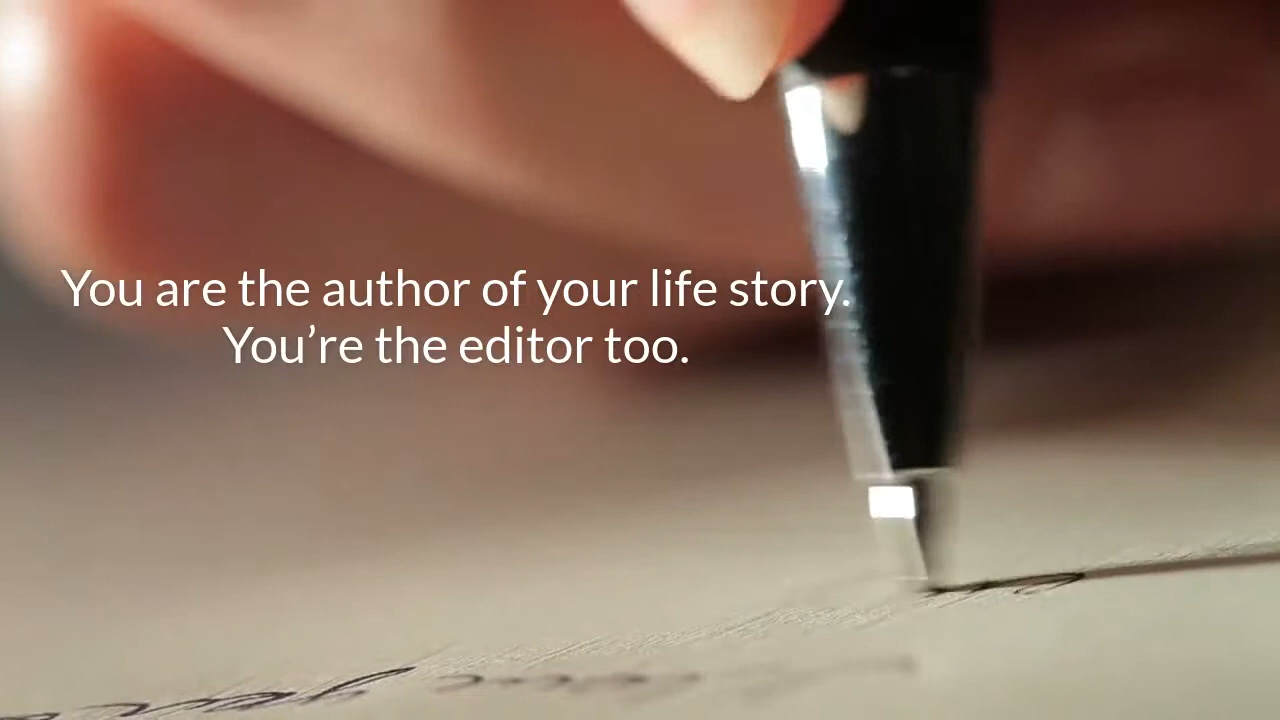 You are the author of your life story.
You’re the editor too.